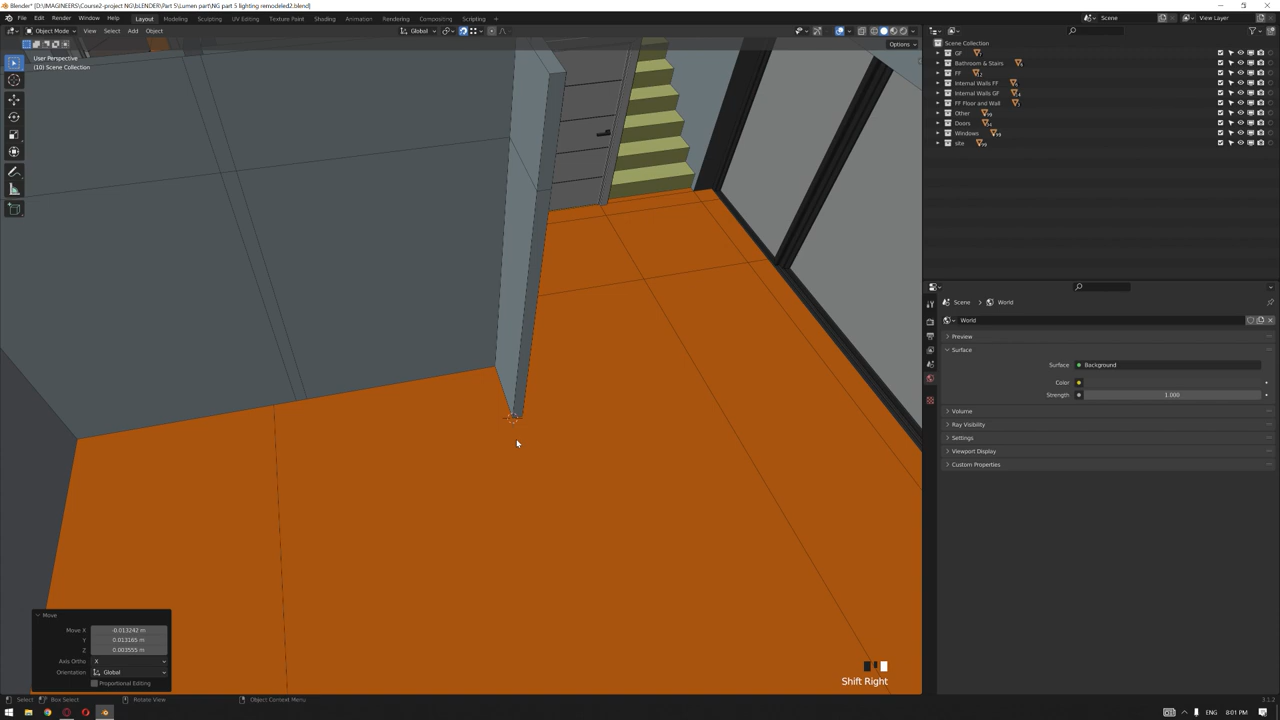 Blender* [D:\IMAGINEERS\Course2-project NG\bLENDER\Part 5\Lumen part\NG part 5 lighting remodeled2.blend]
File Edit Render Window Help Layout Modeling Sculpting UV Editing Texture Paint Shading Animation Rendering Compositing Scripting Scene View Layer
Object Mode View Select Add Object Global
Options
User Perspective
(10) Scene Collection
Scene Collection
GF
Bathroom & Stairs
FF
Internal Walls FF
Internal Walls GF
FF Floor and Wall
Other
Doors
Windows
site
Scene World
World
Preview
Surface
Surface Background
Color
Strength 1.000
Volume
Ray Visibility
Settings
Viewport Display
Custom Properties
Move
Move X -0.013242 m
Y 0.013165 m
Z 0.003555 m
Axis Ortho X
Orientation Global
Proportional Editing
Shift Right
Select Box Select Rotate View Object Context Menu 3.1.2
ENG 8:01 PM